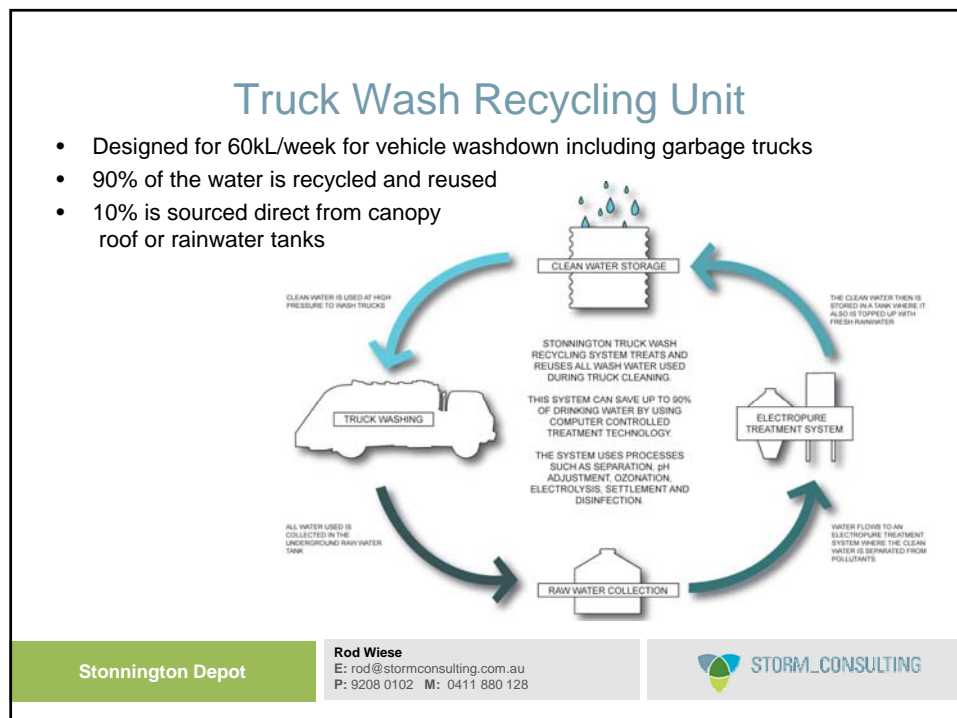 Truck Wash Recycling Unit
• Designed for 60kL/week for vehicle washdown including garbage trucks
• 90% of the water is recycled and reused
• 10% is sourced direct from canopy
roof or rainwater tanks
CLEAN WATER STORAGE
CLEAN WATER IS USED AT HIGH
PRESSURE TO WASH TRUCKS
THE CLEAN WATER THEN IS
STORED IN A TANK WHERE IT
ALSO IS TOPPED UP WITH
FRESH RAINWATER
STONNINGTON TRUCK WASH
RECYCLING SYSTEM TREATS AND
REUSES ALL WASH WATER USED
DURING TRUCK CLEANING.
THIS SYSTEM CAN SAVE UP TO 90%
OF DRINKING WATER BY USING
COMPUTER CONTROLLED
TREATMENT TECHNOLOGY.
THE SYSTEM USES PROCESSES
SUCH AS SEPARATION, pH
ADJUSTMENT, OZONATION,
ELECTROLYSIS, SETTLEMENT AND
DISINFECTION.
TRUCK WASHING
ELECTROPURE
TREATMENT SYSTEM
ALL WATER USED IS
COLLECTED IN THE
UNDERGROUND RAW WATER
TANK
WATER FLOWS TO AN
ELECTROPURE TREATMENT
SYSTEM WHERE THE CLEAN
WATER IS SEPARATED FROM
POLLUTANTS
RAW WATER COLLECTION
Stonnington Depot
Rod Wiese
E: rod@stormconsulting.com.au
P: 9208 0102 M: 0411 880 128
STORM_CONSULTING